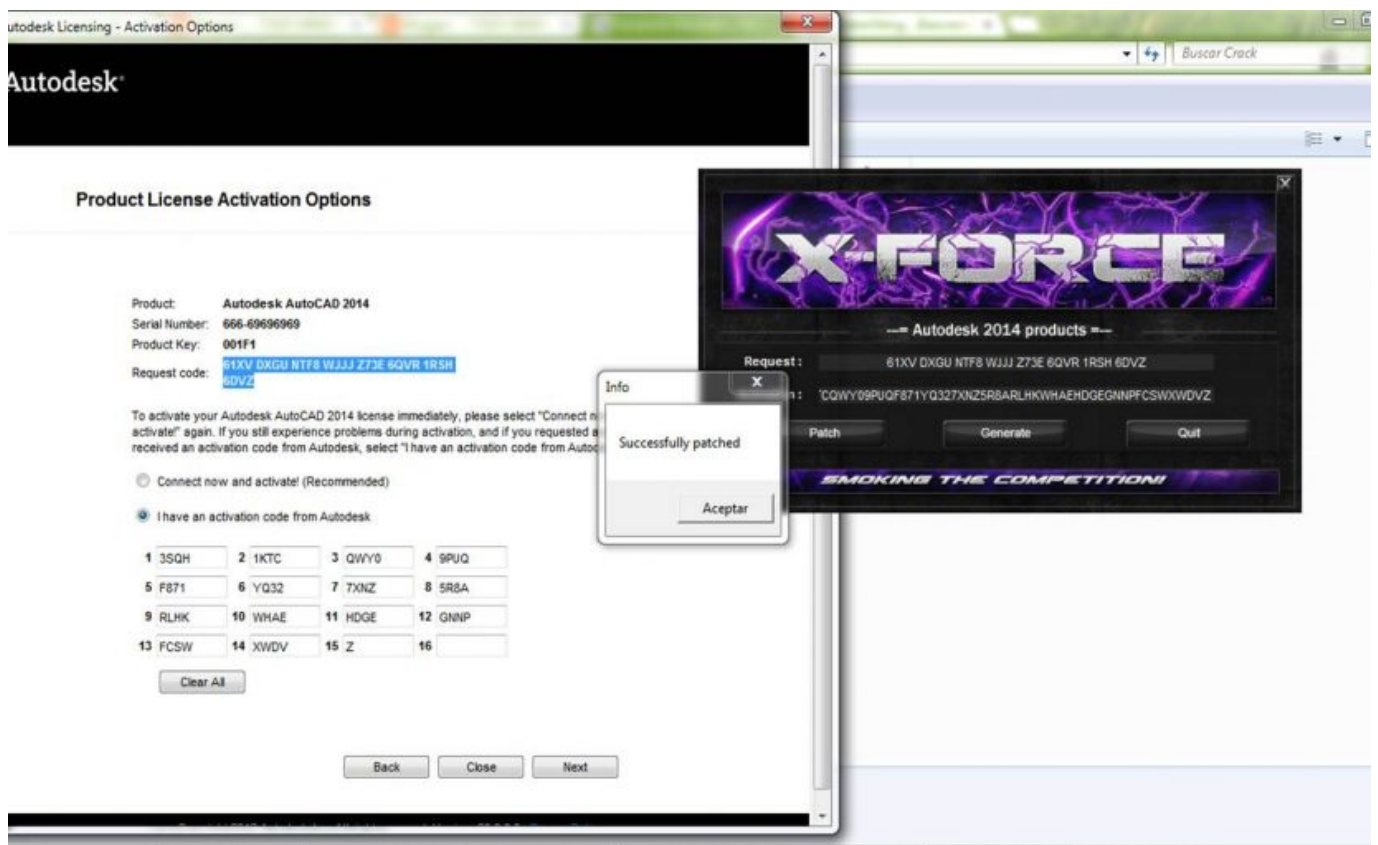 utodesk Licensing - Activation Options
Buscar Crack
Autodesk
Product License Activation Options
Product: Autodesk AutoCAD 2014
Serial Number: 666-69696969
Product Key: 001F1
Request code: 61XV DXGU NTF8 WJJJ Z73E 6QVR 1RSH
6DVZ
To activate your Autodesk AutoCAD 2014 license immediately, please select "Connect n
activate!" again. If you still experience problems during activation, and if you requested a
received an activation code from Autodesk, select "I have an activation code from Autod
Connect now and activate! (Recommended)
I have an activation code from Autodesk
1 3SQH 2 1KTC 3 QWY0 4 9PUQ
5 F871 6 YQ32 7 7XNZ 8 5R8A
9 RLHK 10 WHAE 11 HDGE 12 GNNP
13 FCSW 14 XWDV 15 Z 16
Clear All
Back Close Next
X-FORCE
---= Autodesk 2014 products =---
Request : 61XV DXGU NTF8 WJJJ Z73E 6QVR 1RSH 6DVZ
n : CQWY09PUQF871YQ327XNZ5R8ARLHKWHAEHDGEGNNPFCSWXWDVZ
Patch Generate Quit
SMOKING THE COMPETITION!
Info
Successfully patched
Aceptar